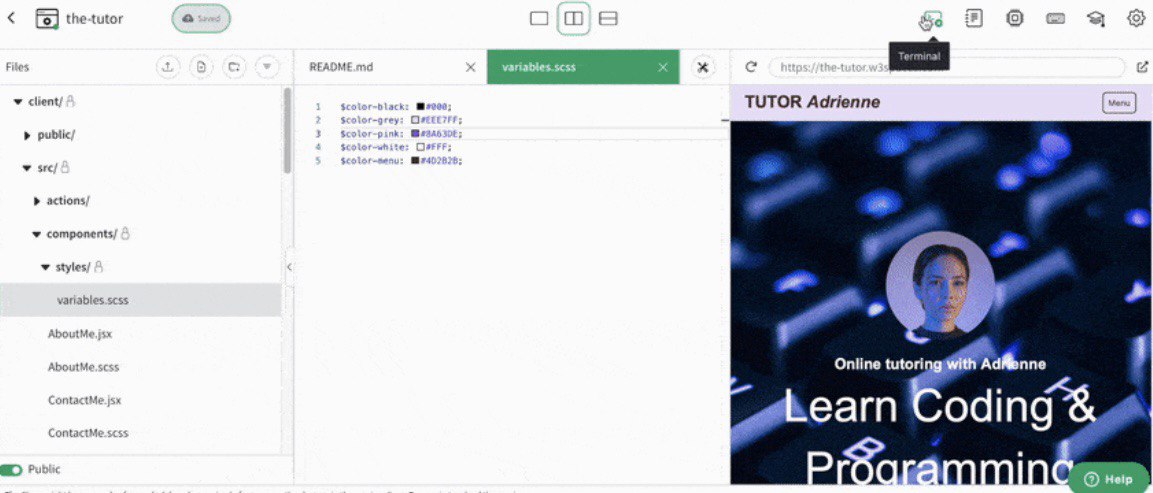 the-tutor
Saved
Terminal
Files
README.md
variables.scss
https://the-tutor.w3s
client/
public/
src/
actions/
components/
styles/
variables.scss
AboutMe.jsx
AboutMe.scss
ContactMe.jsx
ContactMe.scss
Public
1 $color-black: #000;
2 $color-grey: #EEE7FF;
3 $color-pink: #8A63DE;
4 $color-white: #FFF;
5 $color-menu: #4D2B2B;
TUTOR Adrienne
Menu
Online tutoring with Adrienne
Learn Coding &
Programming
Help